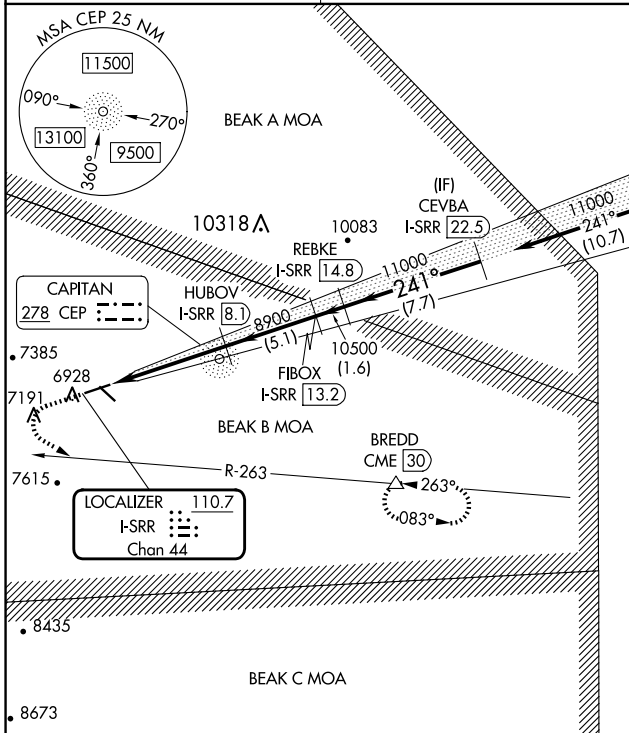 MSA CEP 25 NM
11500
090°
270°
13100
9500
360°
BEAK A MOA
(IF)
CEVBA
I-SRR 22.5
11000
241°
(10.7)
10318
10083
REBKE
I-SRR 14.8
11000
241°
(7.7)
CAPITAN
278 CEP
HUBOV
I-SRR 8.1
8900
(5.1)
10500
(1.6)
FIBOX
I-SRR 13.2
7385
6928
7191
BEAK B MOA
BREDD
CME 30
R-263
263°
083°
7615
LOCALIZER 110.7
I-SRR
Chan 44
8435
BEAK C MOA
8673